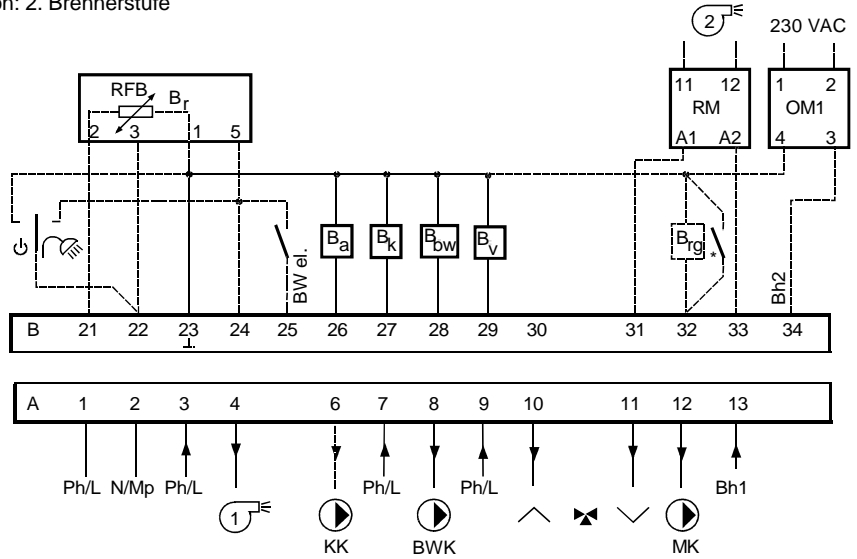 on: 2. Brennerstufe
2
230 VAC
RFB
Br
2 3 1 5
11 12
RM
A1 A2
1 2
OM1
4 3
BW el.
Ba
Bk
Bbw
Bv
Brg
*
Bh2
B 21 22 23 24 25 26 27 28 29 30 31 32 33 34
A 1 2 3 4 6 7 8 9 10 11 12 13
Ph/L N/Mp Ph/L Ph/L Ph/L Bh1
1
KK BWK MK